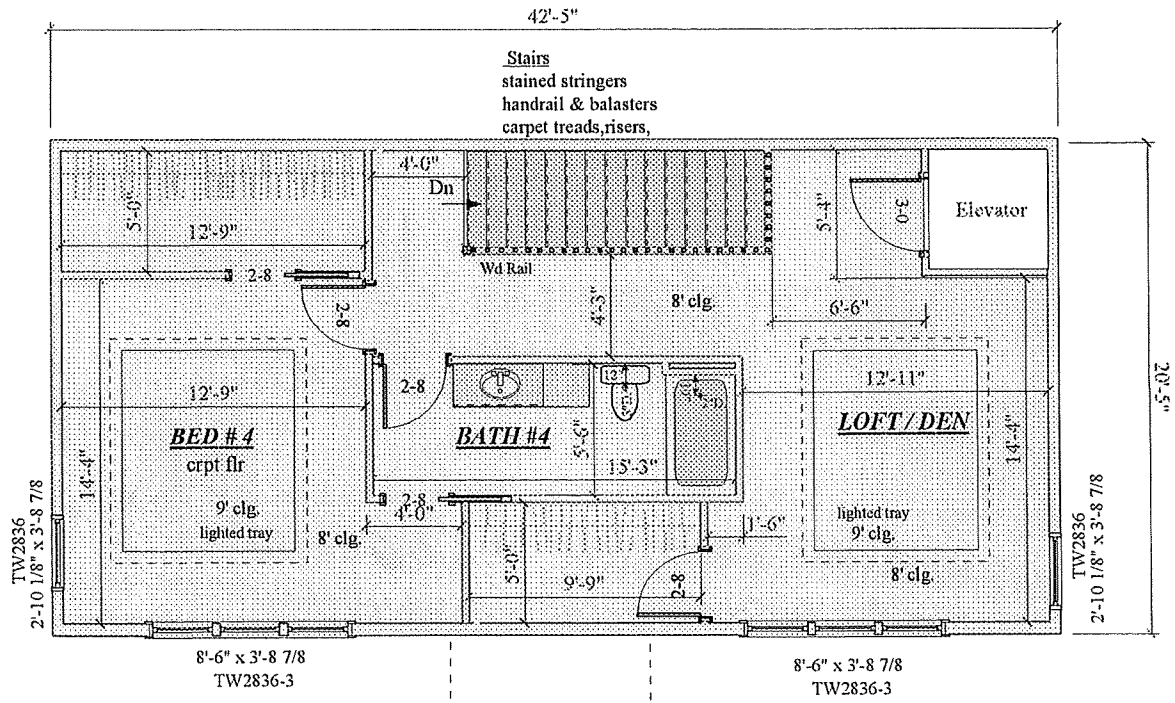 42'-5"
Stairs
stained stringers
handrail & balasters
carpet treads,risers,
4'-0"
Dn
5'-0"
12'-9"
2-8
Wd Rail
5'-4"
3-0
Elevator
2-8
4'-3"
8' clg.
6'-6"
20'-5"
12'-9"
2-8
12'-11"
BED # 4
crpt flr
BATH #4
5'-6"
LOFT / DEN
14'-4"
14'-4"
15'-3"
9' clg.
lighted tray
8' clg.
2-8
4'-0"
1'-6"
lighted tray
9' clg.
8' clg.
5'-0"
9'-9"
2-8
TW2836
2'-10 1/8" x 3'-8 7/8
TW2836
2'-10 1/8" x 3'-8 7/8
8'-6" x 3'-8 7/8
TW2836-3
8'-6" x 3'-8 7/8
TW2836-3